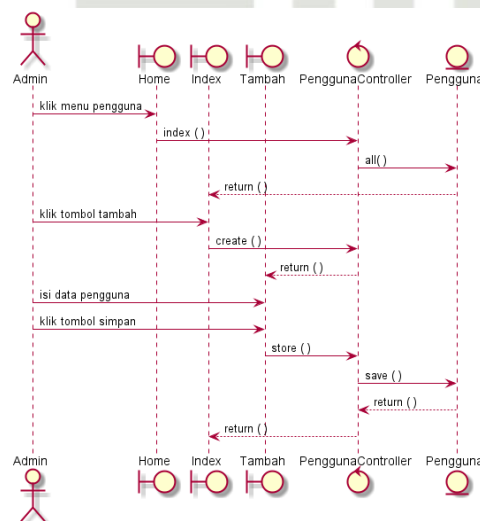 Admin
Home
Index
Tambah
PenggunaController
Pengguna
klik menu pengguna
index ( )
all( )
return ( )
klik tombol tambah
create ( )
return ( )
isi data pengguna
klik tombol simpan
store ( )
save ( )
return ( )
return ( )
Admin
Home
Index
Tambah
PenggunaController
Pengguna